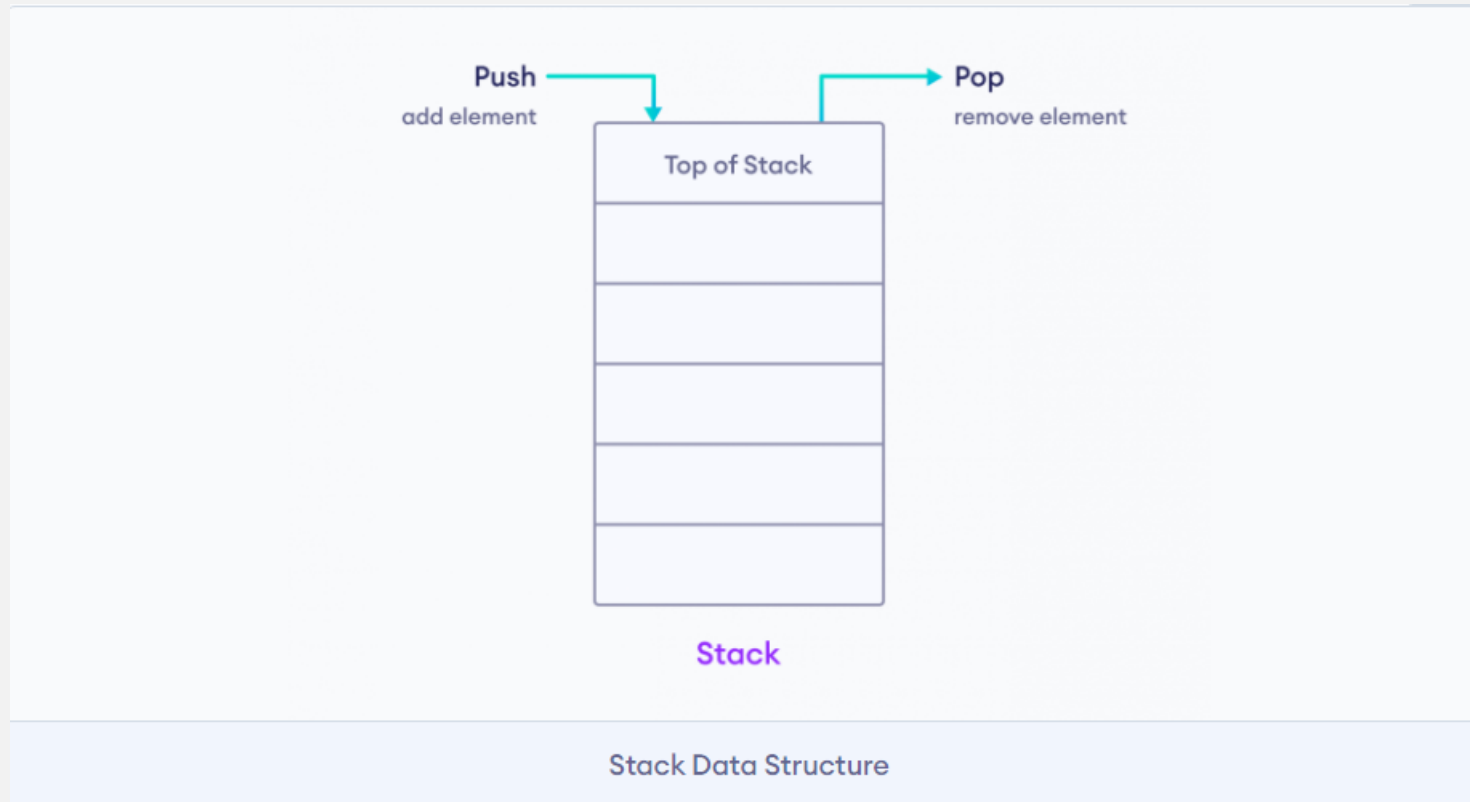 Push
add element
Pop
remove element
Top of Stack
Stack
Stack Data Structure